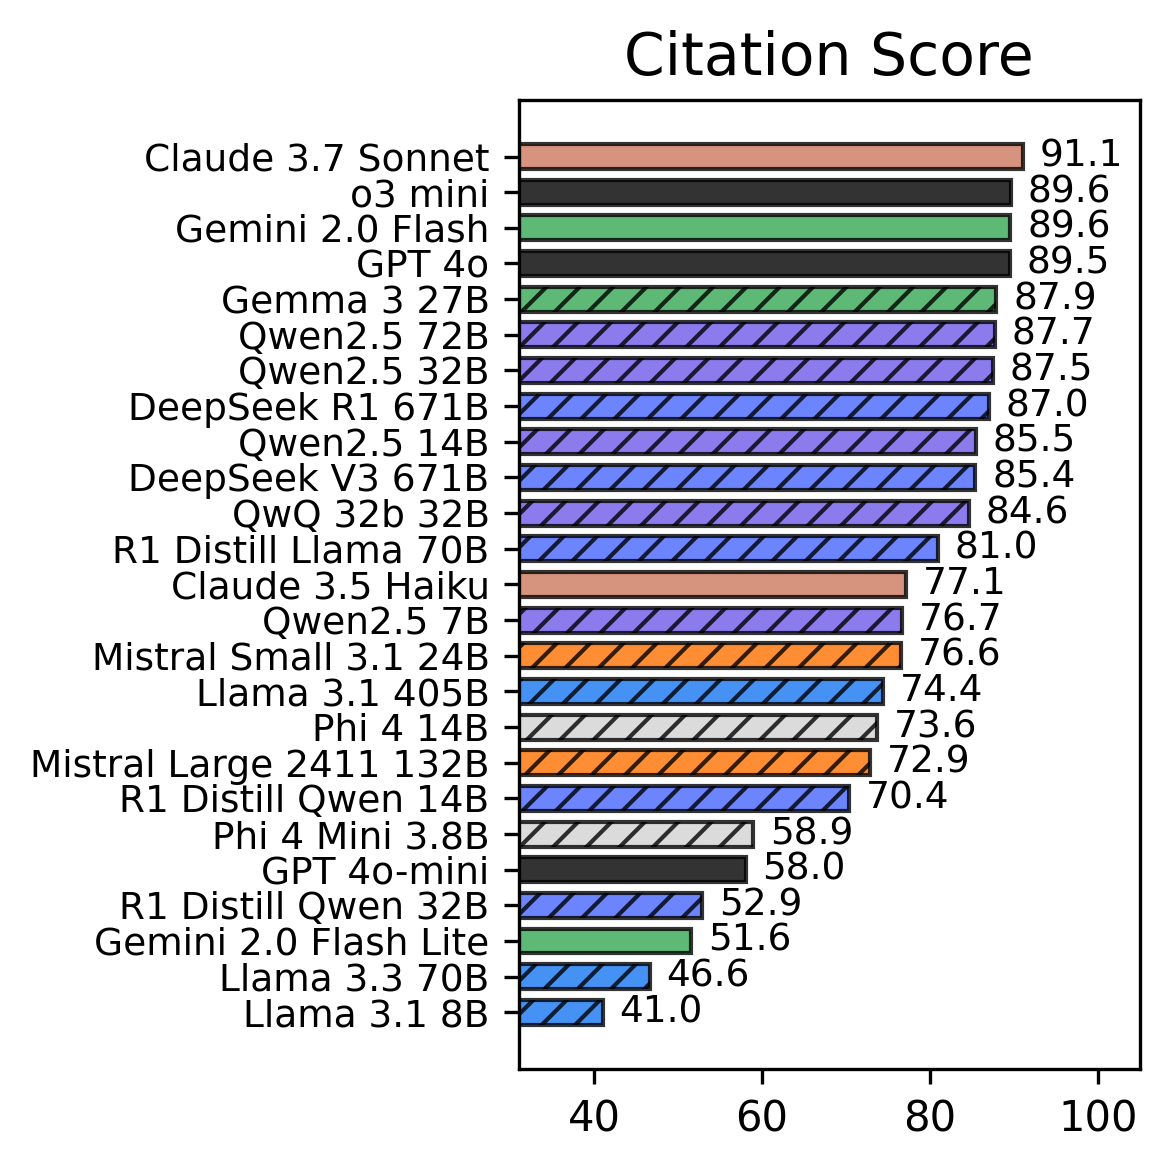 Citation Score
Claude 3.7 Sonnet 91.1
o3 mini 89.6
Gemini 2.0 Flash 89.6
GPT 4o 89.5
Gemma 3 27B 87.9
Qwen2.5 72B 87.7
Qwen2.5 32B 87.5
DeepSeek R1 671B 87.0
Qwen2.5 14B 85.5
DeepSeek V3 671B 85.4
QwQ 32b 32B 84.6
R1 Distill Llama 70B 81.0
Claude 3.5 Haiku 77.1
Qwen2.5 7B 76.7
Mistral Small 3.1 24B 76.6
Llama 3.1 405B 74.4
Phi 4 14B 73.6
Mistral Large 2411 132B 72.9
R1 Distill Qwen 14B 70.4
Phi 4 Mini 3.8B 58.9
GPT 4o-mini 58.0
R1 Distill Qwen 32B 52.9
Gemini 2.0 Flash Lite 51.6
Llama 3.3 70B 46.6
Llama 3.1 8B 41.0
40 60 80 100